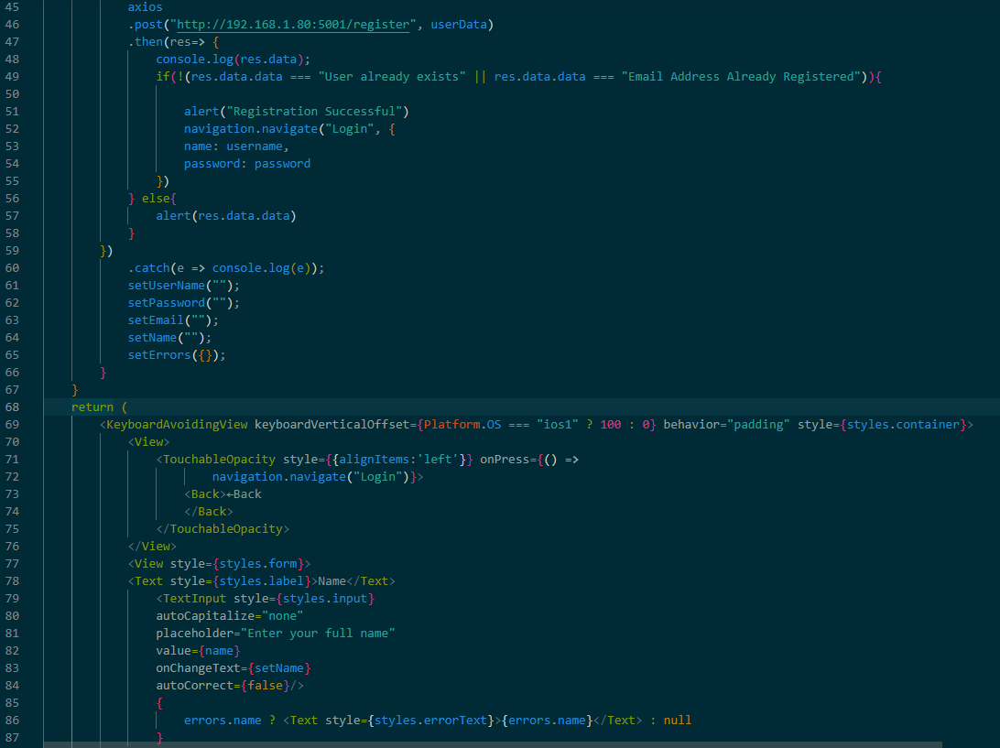 45 axios
46 .post("http://192.168.1.80:5001/register", userData)
47 .then(res=> {
48 console.log(res.data);
49 if(!(res.data.data === "User already exists" || res.data.data === "Email Address Already Registered")){
50
51 alert("Registration Successful")
52 navigation.navigate("Login", {
53 name: username,
54 password: password
55 })
56 } else{
57 alert(res.data.data)
58 }
59 })
60 .catch(e => console.log(e));
61 setUserName("");
62 setPassword("");
63 setEmail("");
64 setName("");
65 setErrors({});
66 }
67 }
68 return (
69 <KeyboardAvoidingView keyboardVerticalOffset={Platform.OS === "ios1" ? 100 : 0} behavior="padding" style={styles.container}>
70 <View>
71 <TouchableOpacity style={{alignItems:'left'}} onPress={() =>
72 navigation.navigate("Login")}>
73 <Back>←Back
74 </Back>
75 </TouchableOpacity>
76 </View>
77 <View style={styles.form}>
78 <Text style={styles.label}>Name</Text>
79 <TextInput style={styles.input}
80 autoCapitalize="none"
81 placeholder="Enter your full name"
82 value={name}
83 onChangeText={setName}
84 autoCorrect={false}/>
85 {
86 errors.name ? <Text style={styles.errorText}>{errors.name}</Text> : null
87 }